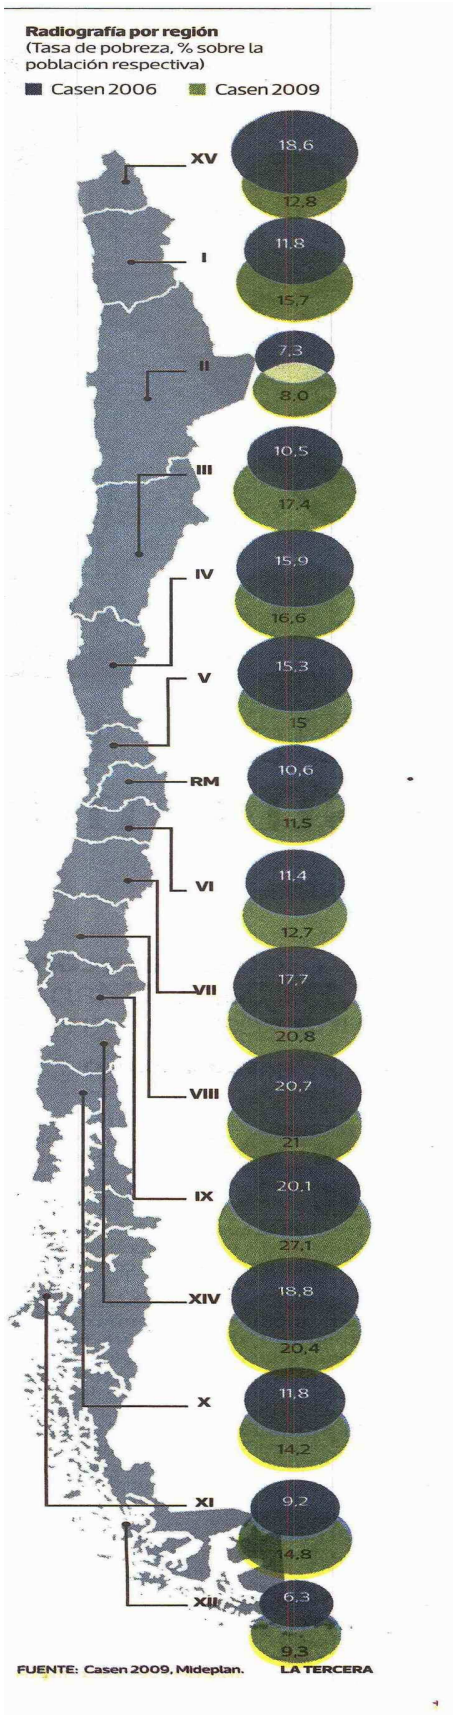 Radiografía por región
(Tasa de pobreza, % sobre la
población respectiva)
Casen 2006 Casen 2009
XV 18,6
12,8
I 11,8
15,7
II 7,3
8,0
III 10,5
17,4
IV 15,9
16,6
V 15,3
15
RM 10,6
11,5
VI 11,4
12,7
VII 17,7
20,8
VIII 20,7
21
IX 20,1
27,1
XIV 18,8
20,4
X 11,8
14,2
XI 9,2
14,8
XII 6,3
9,3
FUENTE: Casen 2009, Mideplan. LA TERCERA